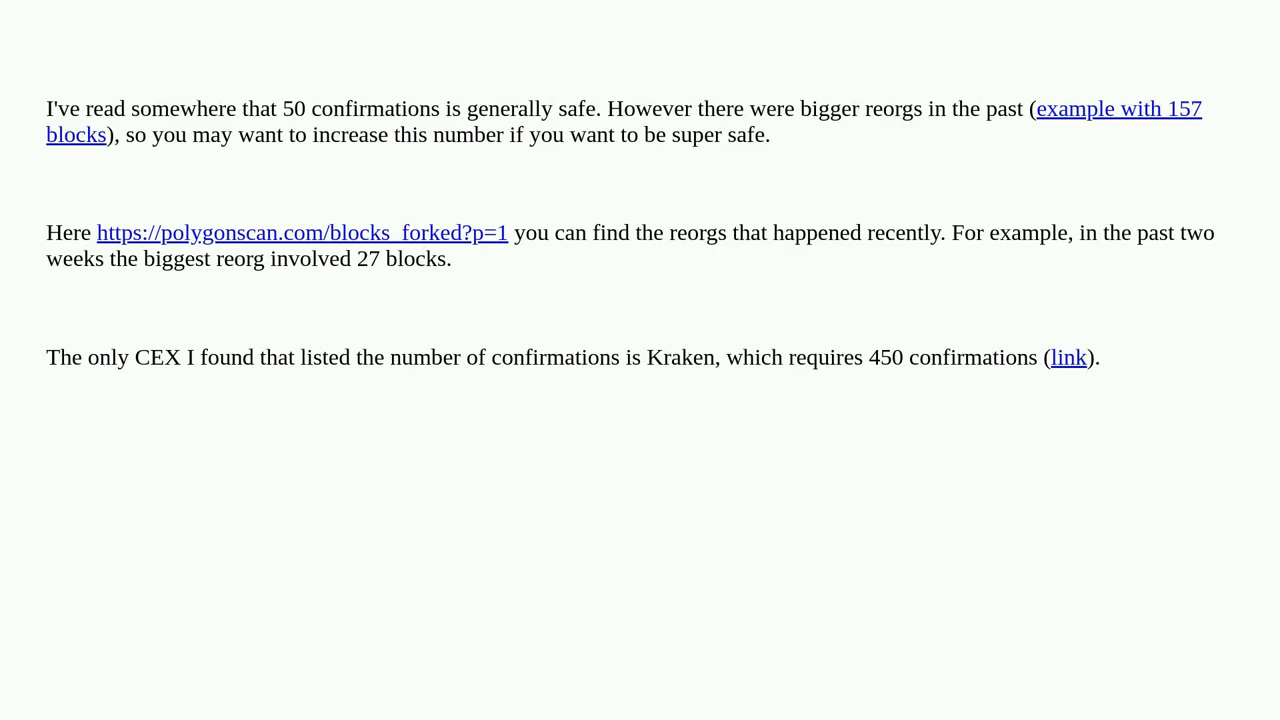 I've read somewhere that 50 confirmations is generally safe. However there were bigger reorgs in the past (example with 157
blocks), so you may want to increase this number if you want to be super safe.
Here https://polygonscan.com/blocks_forked?p=1 you can find the reorgs that happened recently. For example, in the past two
weeks the biggest reorg involved 27 blocks.
The only CEX I found that listed the number of confirmations is Kraken, which requires 450 confirmations (link).